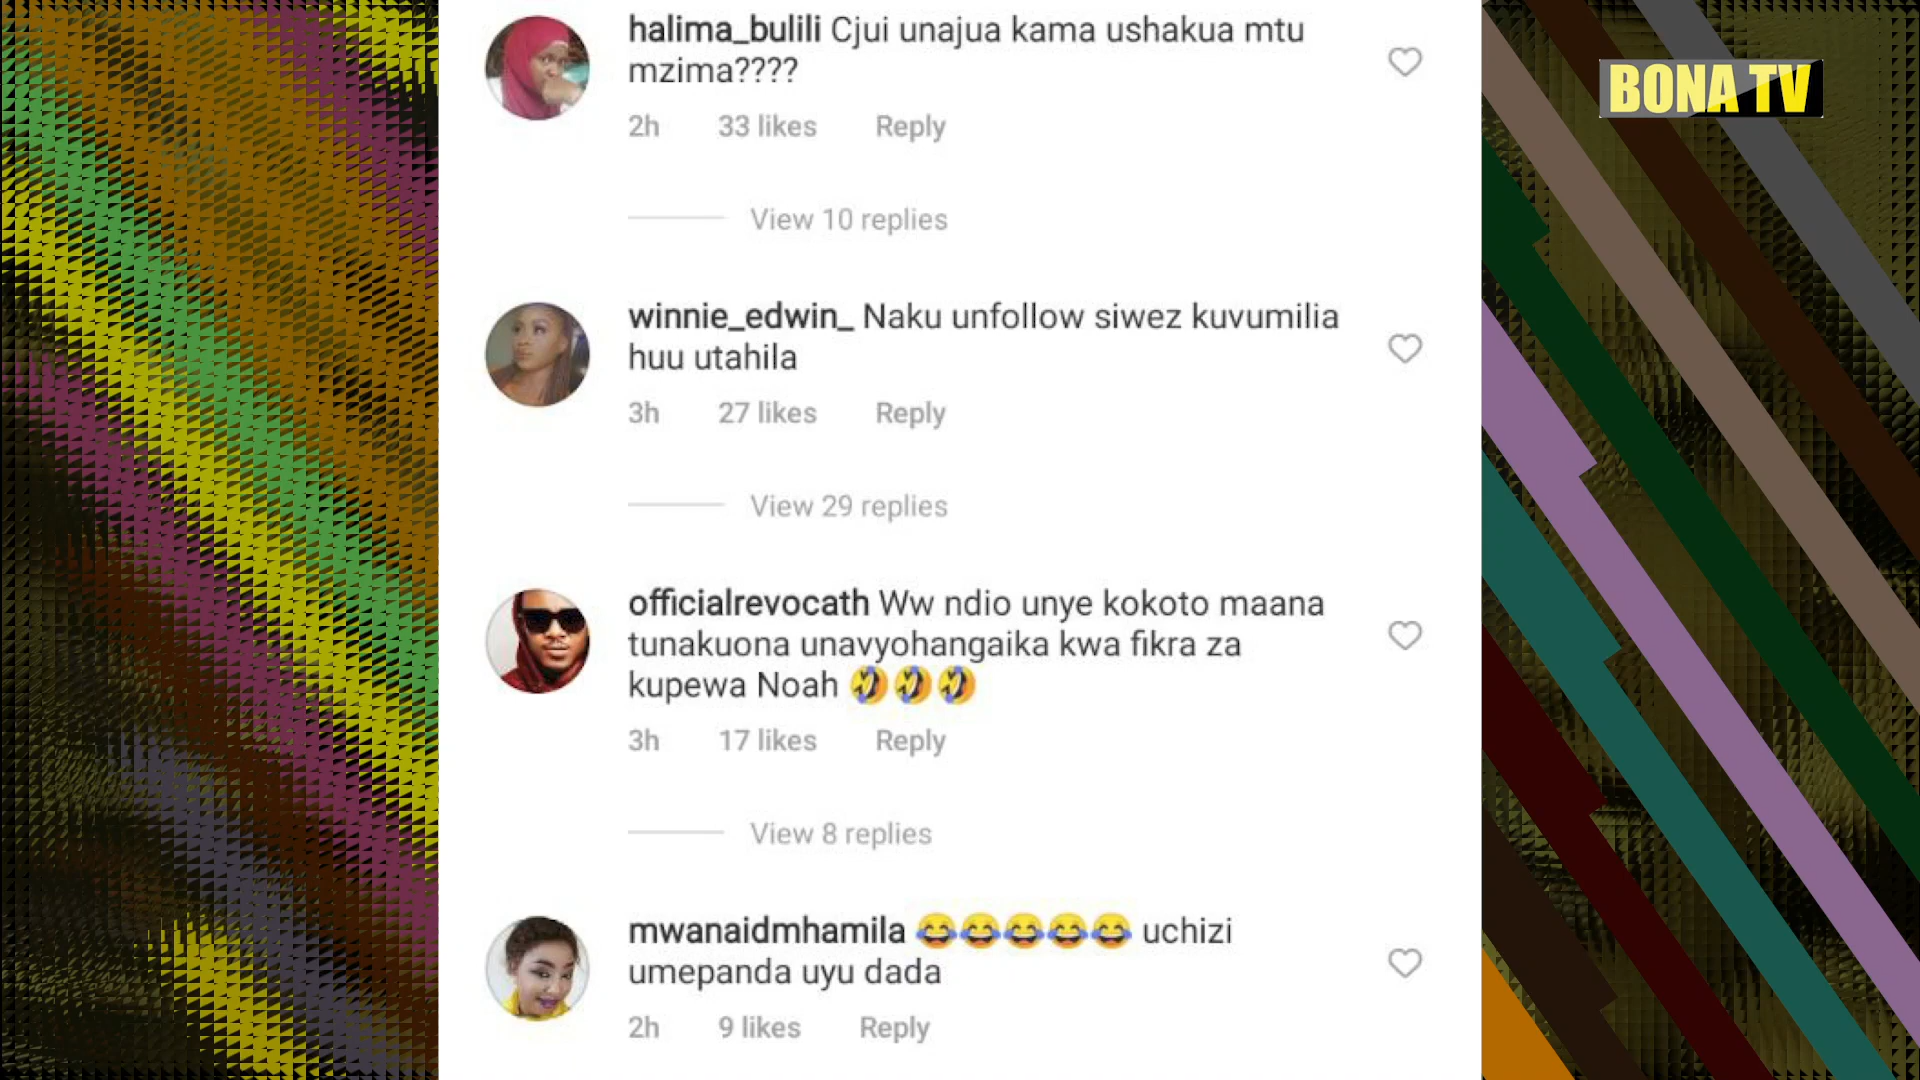 halima_bulili Cjui unajua kama ushakua mtu
mzima????
2h 33 likes Reply
View 10 replies
winnie_edwin_ Naku unfollow siwez kuvumilia
huu utahila
3h 27 likes Reply
View 29 replies
officialrevocath Ww ndio unye kokoto maana
tunakuona unavyohangaika kwa fikra za
kupewa Noah 🤣🤣🤣
3h 17 likes Reply
View 8 replies
mwanaidmhamila 😂😂😂😂😂 uchizi
umepanda uyu dada
2h 9 likes Reply
BONA TV